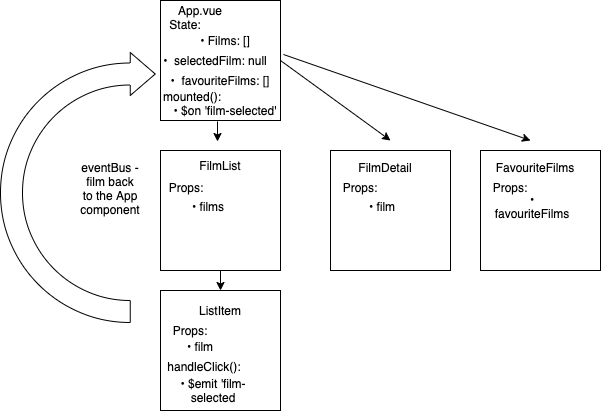 App.vue
State:
• Films: []
• selectedFilm: null
• favouriteFilms: []
mounted():
• $on 'film-selected'
eventBus -
film back
to the App
component
FilmList
Props:
• films
FilmDetail
Props:
• film
FavouriteFilms
Props:
•
favouriteFilms
ListItem
Props:
• film
handleClick():
• $emit 'film-
selected